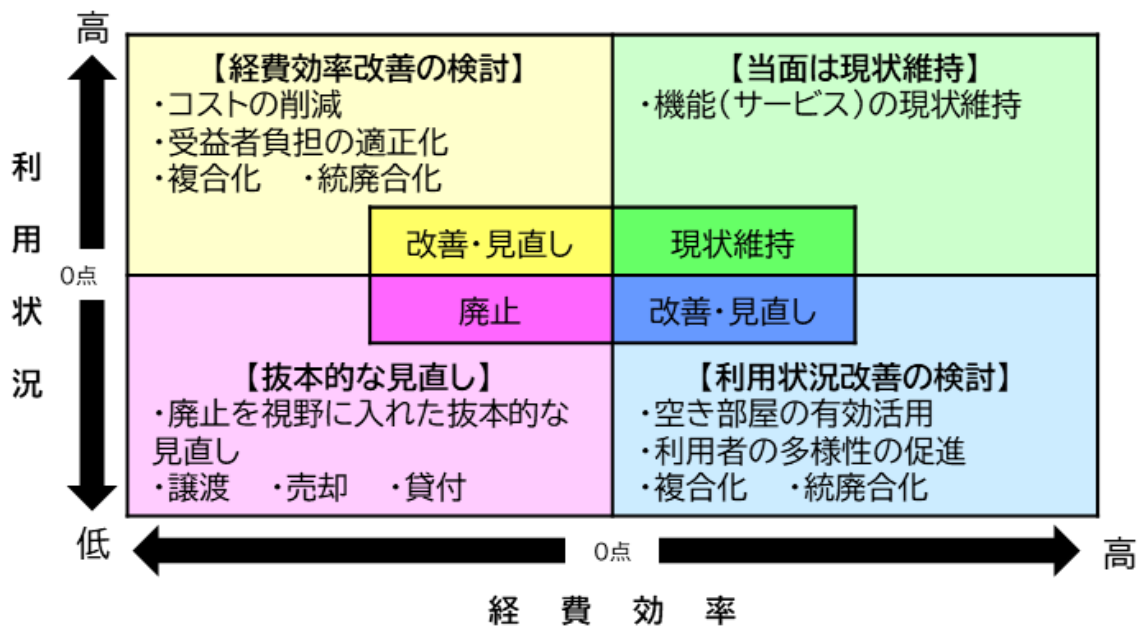 高
利用状況
0点
低
【経費効率改善の検討】
・コストの削減
・受益者負担の適正化
・複合化 ・統廃合化
改善・見直し
【当面は現状維持】
・機能(サービス)の現状維持
現状維持
廃止
【抜本的な見直し】
・廃止を視野に入れた抜本的な
見直し
・譲渡 ・売却 ・貸付
改善・見直し
【利用状況改善の検討】
・空き部屋の有効活用
・利用者の多様性の促進
・複合化 ・統廃合化
0点
高
経費効率